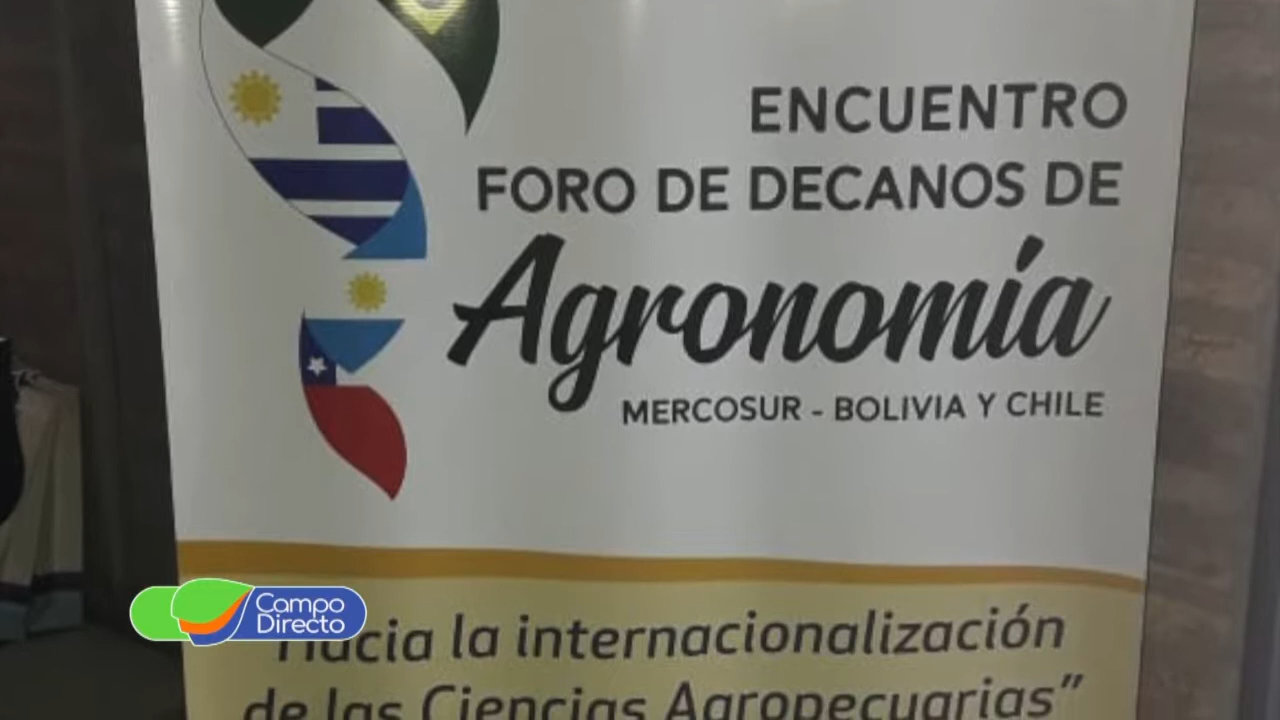 ENCUENTRO
FORO DE DECANOS DE
Agronomía
MERCOSUR - BOLIVIA Y CHILE
Campo
Directo
"Hacia la internacionalización
de las Ciencias Agropecuarias"